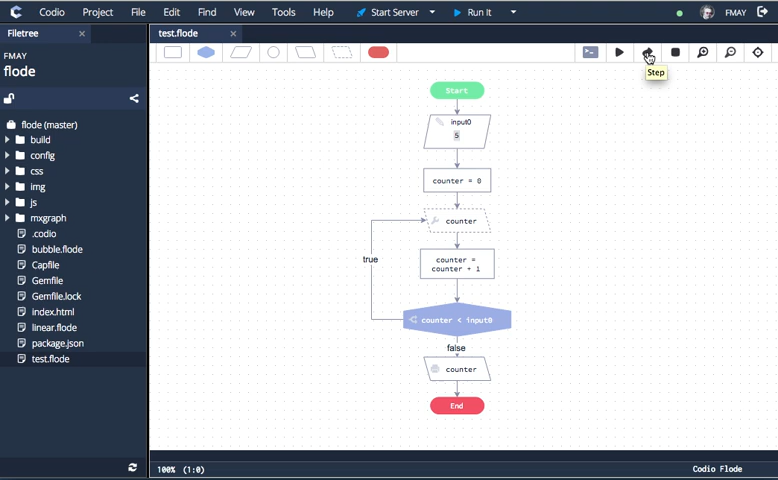 Codio Project File Edit Find View Tools Help Start Server Run It FMAY
Filetree ×
test.flode ×
FMAY
flode
Step
flode (master)
build
config
css
img
js
mxgraph
.codio
bubble.flode
Capfile
Gemfile
Gemfile.lock
index.html
linear.flode
package.json
test.flode
Start
input0
5
counter = 0
counter
counter =
counter + 1
true
counter < input0
false
counter
End
100% (1:0) Codio Flode